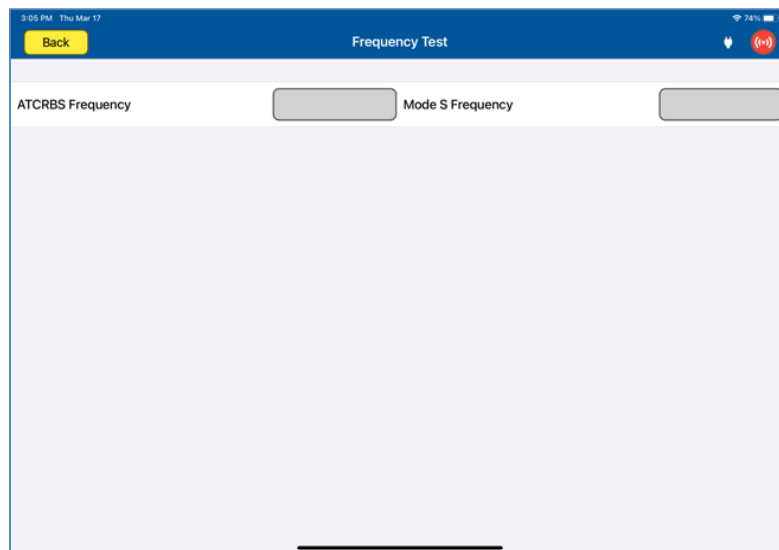 3:05 PM Thu Mar 17
74%
Back
Frequency Test
ATCRBS Frequency
Mode S Frequency